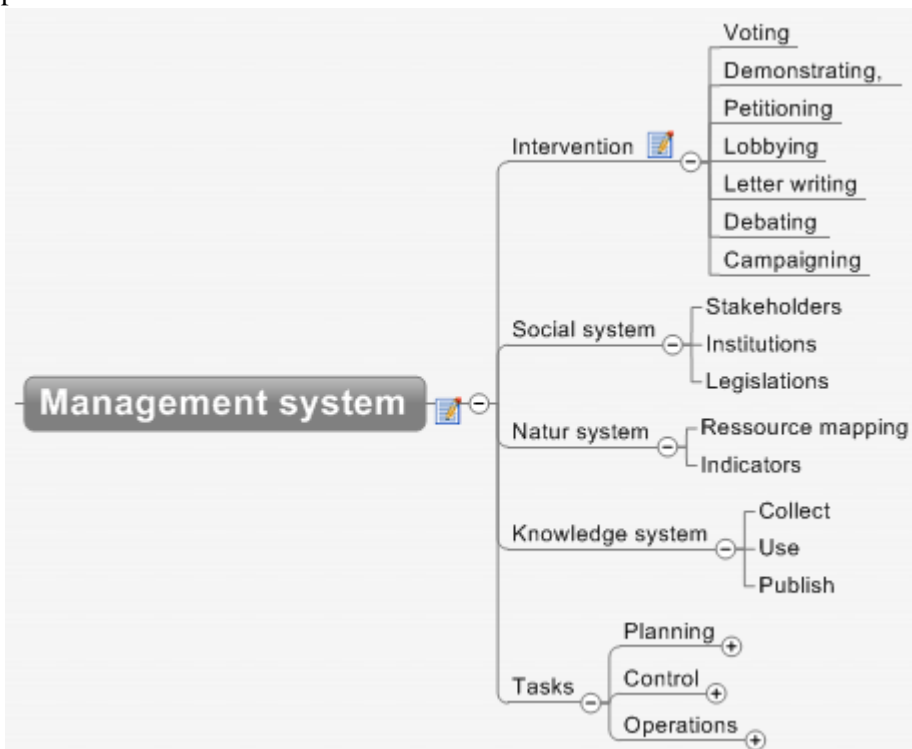 Management system
Intervention
Voting
Demonstrating,
Petitioning
Lobbying
Letter writing
Debating
Campaigning
Social system
Stakeholders
Institutions
Legislations
Natur system
Ressource mapping
Indicators
Knowledge system
Collect
Use
Publish
Tasks
Planning
Control
Operations